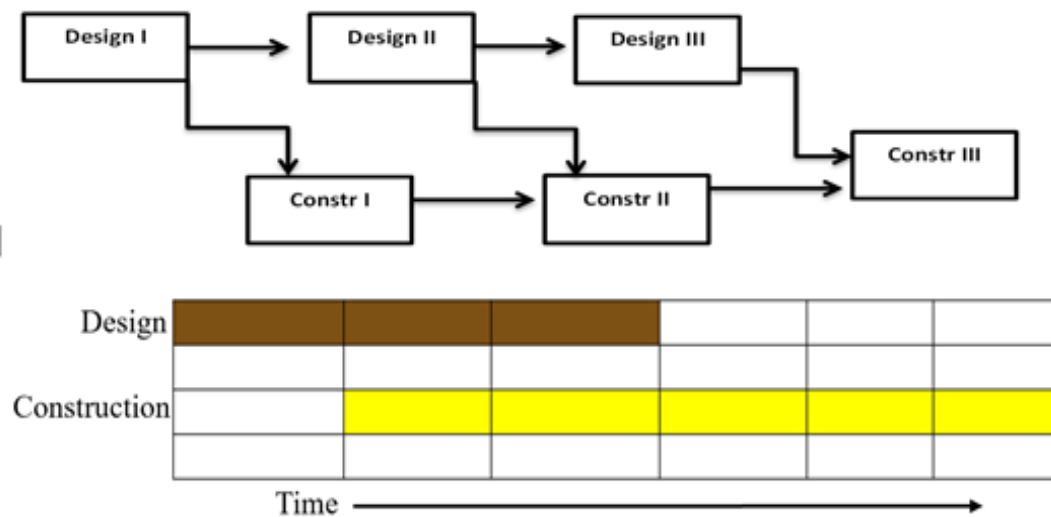 Design I
Design II
Design III
Constr III
Constr I
Constr II
Design
Construction
Time